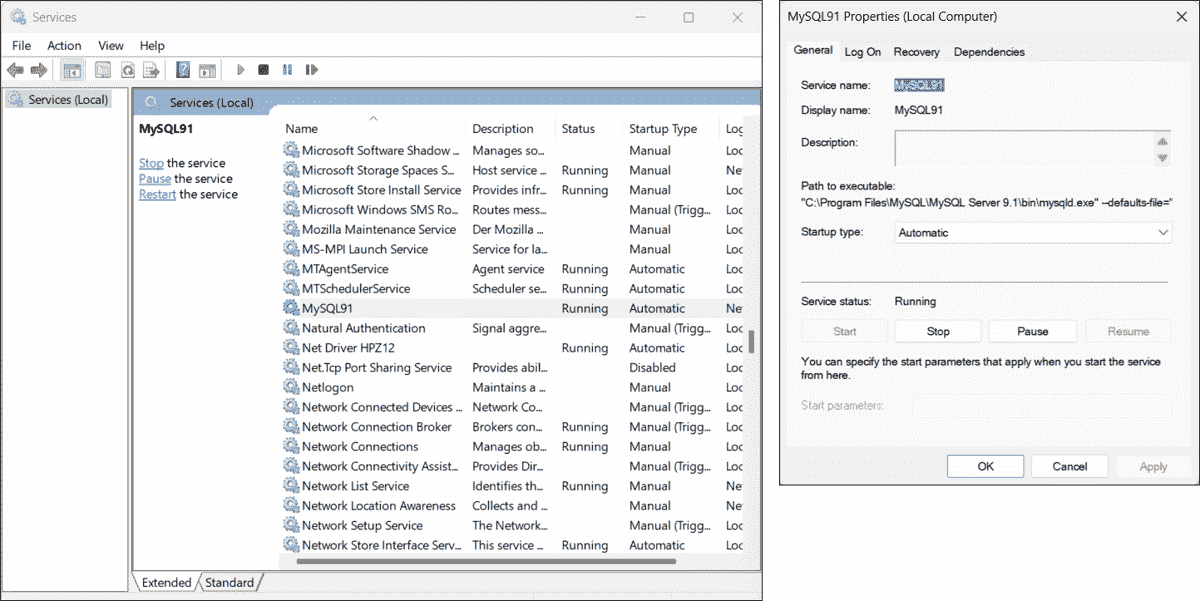 Services
File Action View Help
Services (Local)
Services (Local)
MySQL91
Stop the service
Pause the service
Restart the service
Name Description Status Startup Type Log
Microsoft Software Shadow ... Manages so... Manual Loc
Microsoft Storage Spaces S... Host service ... Running Manual Ne
Microsoft Store Install Service Provides infr... Running Manual Loc
Microsoft Windows SMS Ro... Routes mess... Manual (Trigg... Loc
Mozilla Maintenance Service Der Mozilla ... Manual Loc
MS-MPI Launch Service Service for la... Manual Loc
MTAgentService Agent service Running Automatic Loc
MTSchedulerService Scheduler se... Running Automatic Loc
MySQL91 Running Automatic Ne
Natural Authentication Signal aggre... Manual (Trigg... Loc
Net Driver HPZ12 Running Automatic Loc
Net.Tcp Port Sharing Service Provides abil... Disabled Loc
Netlogon Maintains a ... Manual Loc
Network Connected Devices ... Network Co... Manual (Trigg... Loc
Network Connection Broker Brokers con... Running Manual (Trigg... Loc
Network Connections Manages ob... Running Manual Loc
Network Connectivity Assist... Provides Dir... Manual (Trigg... Loc
Network List Service Identifies th... Running Manual Ne
Network Location Awareness Collects and ... Manual Ne
Network Setup Service The Network... Manual (Trigg... Loc
Network Store Interface Serv... This service ... Running Automatic Loc
Extended Standard
MySQL91 Properties (Local Computer)
General Log On Recovery Dependencies
Service name: MySQL91
Display name: MySQL91
Description:
Path to executable:
"C:\Program Files\MySQL\MySQL Server 9.1\bin\mysqld.exe" --defaults-file="
Startup type: Automatic
Service status: Running
Start Stop Pause Resume
You can specify the start parameters that apply when you start the service
from here.
Start parameters:
OK Cancel Apply